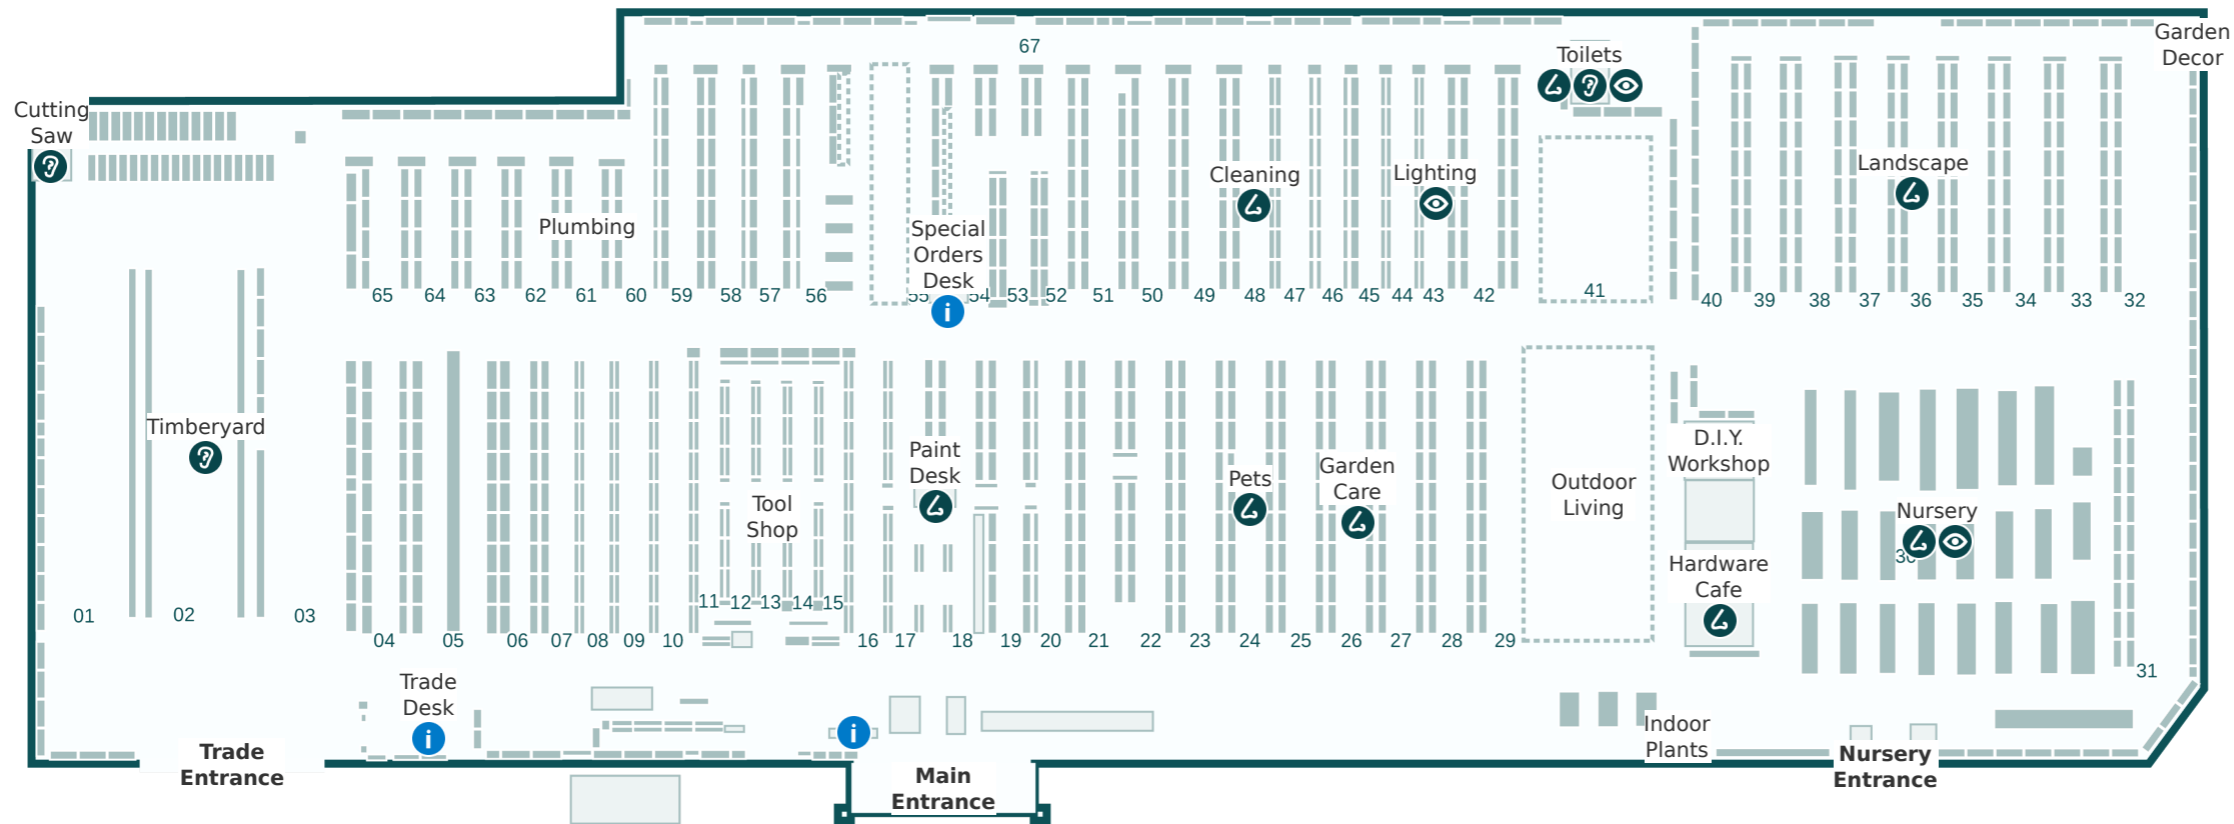 Garden
Decor
67
Toilets
Cutting
Saw
Cleaning
Lighting
Landscape
Plumbing
Special
Orders
Desk
65 64 63 62 61 60 59 58 57 56 55 54 53 52 51 50 49 48 47 46 45 44 43 42 41 40 39 38 37 36 35 34 33 32
Timberyard
Paint
Desk
Pets
Garden
Care
Outdoor
Living
D.I.Y.
Workshop
Tool
Shop
Nursery
30
Hardware
Cafe
01 02 03
11 12 13 14 15
04 05 06 07 08 09 10 16 17 18 19 20 21 22 23 24 25 26 27 28 29
31
Trade
Desk
i
i
i
Indoor
Plants
Trade
Entrance
Main
Entrance
Nursery
Entrance